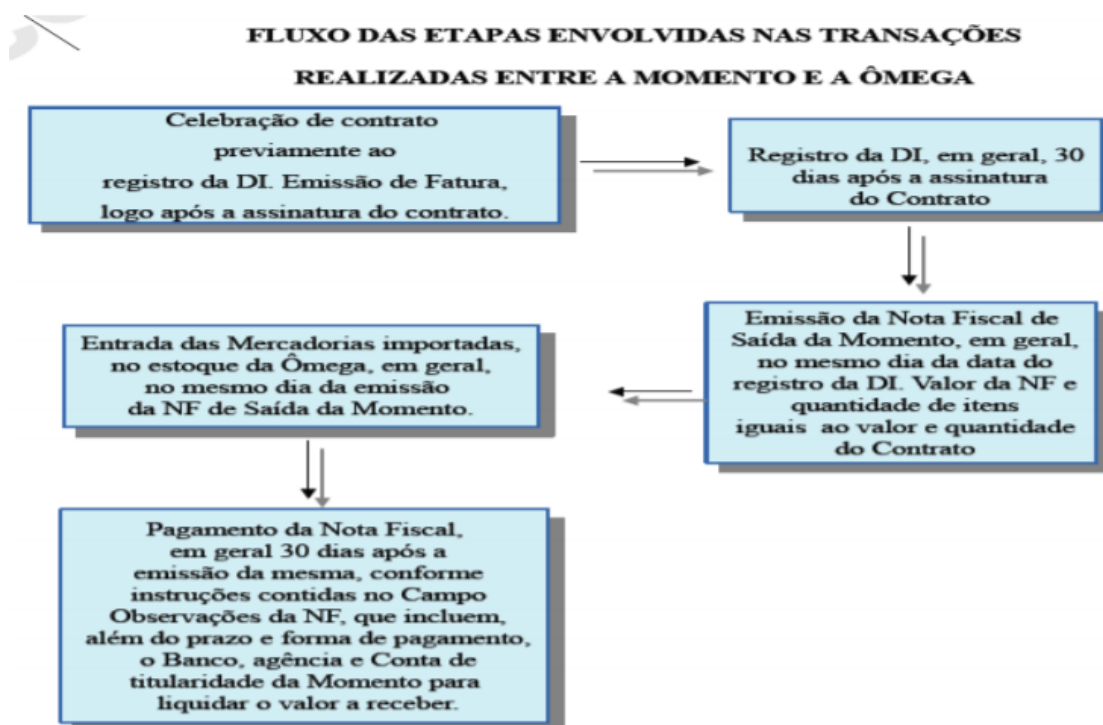 FLUXO DAS ETAPAS ENVOLVIDAS NAS TRANSAÇÕES
REALIZADAS ENTRE A MOMENTO E A ÔMEGA
Celebração de contrato
previamente ao
registro da DI. Emissão de Fatura,
logo após a assinatura do contrato.
Registro da DI, em geral, 30
dias após a assinatura
do Contrato
Emissão da Nota Fiscal de
Saída da Momento, em geral,
no mesmo dia da data do
registro da DI. Valor da NF e
quantidade de itens
iguais ao valor e quantidade
do Contrato
Entrada das Mercadorias importadas,
no estoque da Ômega, em geral,
no mesmo dia da emissão
da NF de Saída da Momento.
Pagamento da Nota Fiscal,
em geral 30 dias após a
emissão da mesma, conforme
instruções contidas no Campo
Observações da NF, que incluem,
além do prazo e forma de pagamento,
o Banco, agência e Conta de
titularidade da Momento para
liquidar o valor a receber.